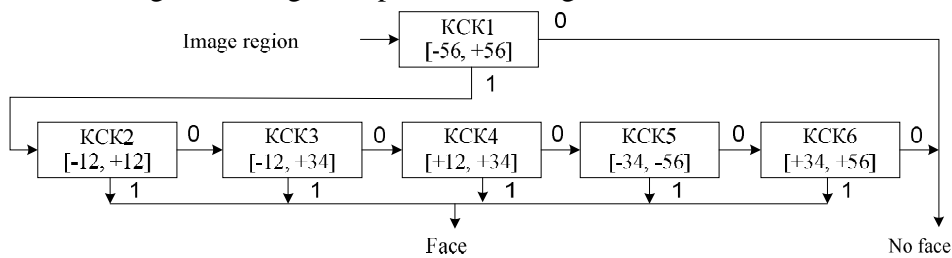 КСК1
0
Image region
[-56, +56]
1
КСК2 0 КСК3 0 КСК4 0 КСК5 0 КСК6 0
[-12, +12] [-12, +34] [+12, +34] [-34, -56] [+34, +56]
1 1 1 1 1
Face No face